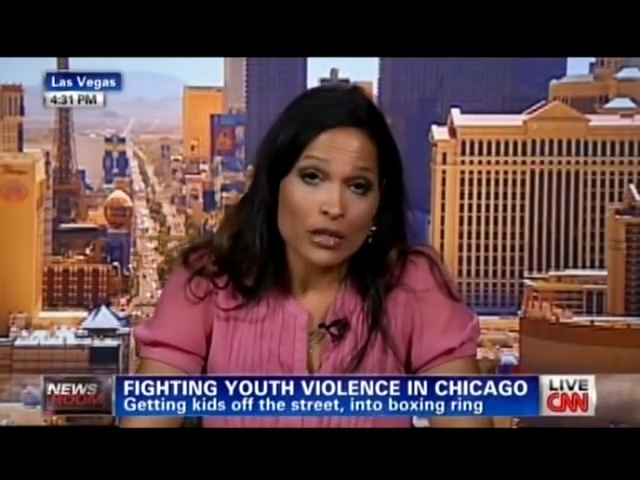 Las Vegas
4:31 PM
NEWS
ROOM
FIGHTING YOUTH VIOLENCE IN CHICAGO
Getting kids off the street, into boxing ring
LIVE
CNN